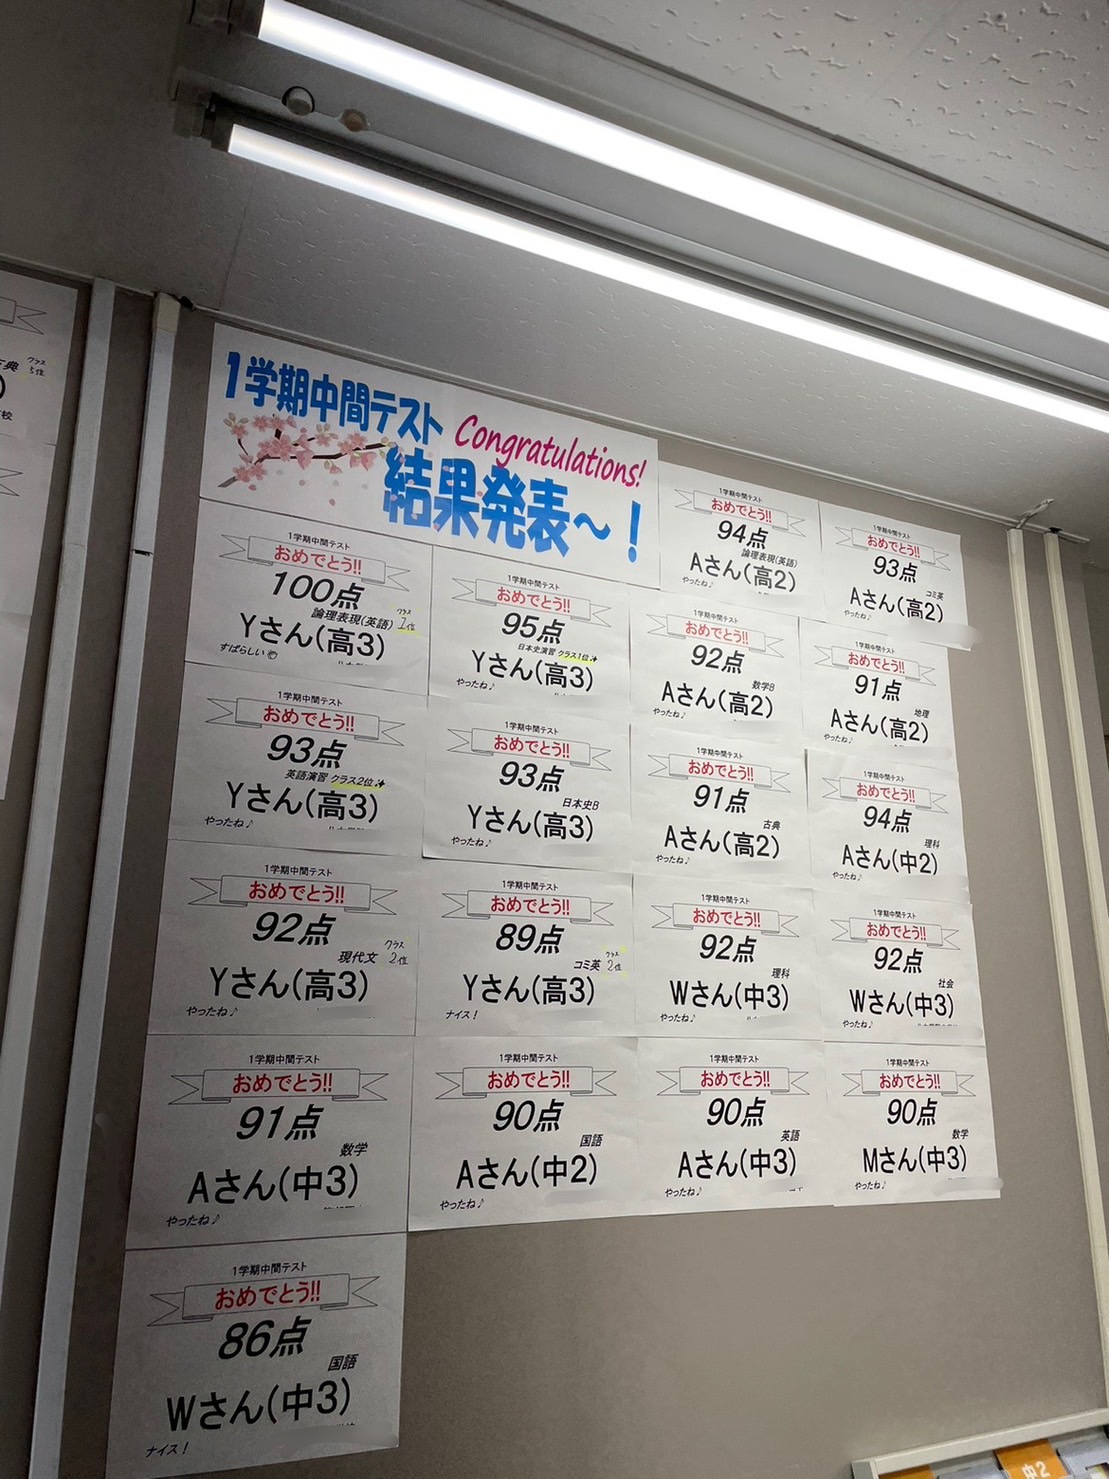 1学期中間テスト
Congratulations!
結果発表～！
1学期中間テスト
おめでとう!!
94点
論理表現(英語)
Aさん(高2)
やったね♪
1学期中間テスト
おめでとう!!
93点
コミ英
Aさん(高2)
やったね♪
1学期中間テスト
おめでとう!!
100点
論理表現(英語) クラス1位
Yさん(高3)
すばらしい
1学期中間テスト
おめでとう!!
95点
日本史演習 クラス1位
Yさん(高3)
やったね♪
1学期中間テスト
おめでとう!!
92点
数学B
Aさん(高2)
やったね♪
1学期中間テスト
おめでとう!!
91点
地理
Aさん(高2)
やったね♪
1学期中間テスト
おめでとう!!
93点
英語演習 クラス2位
Yさん(高3)
やったね♪
1学期中間テスト
おめでとう!!
93点
日本史B
Yさん(高3)
やったね♪
1学期中間テスト
おめでとう!!
91点
古典
Aさん(高2)
やったね♪
1学期中間テスト
おめでとう!!
94点
理科
Aさん(中2)
やったね♪
1学期中間テスト
おめでとう!!
92点
現代文 クラス2位
Yさん(高3)
やったね♪
1学期中間テスト
おめでとう!!
89点
コミ英 クラス2位
Yさん(高3)
ナイス！
1学期中間テスト
おめでとう!!
92点
理科
Wさん(中3)
やったね♪
1学期中間テスト
おめでとう!!
92点
社会
Wさん(中3)
やったね♪
1学期中間テスト
おめでとう!!
91点
数学
Aさん(中3)
やったね♪
1学期中間テスト
おめでとう!!
90点
国語
Aさん(中2)
やったね♪
1学期中間テスト
おめでとう!!
90点
英語
Aさん(中3)
やったね♪
1学期中間テスト
おめでとう!!
90点
数学
Mさん(中3)
やったね♪
1学期中間テスト
おめでとう!!
86点
国語
Wさん(中3)
ナイス！
典 クラス5位
校
中2